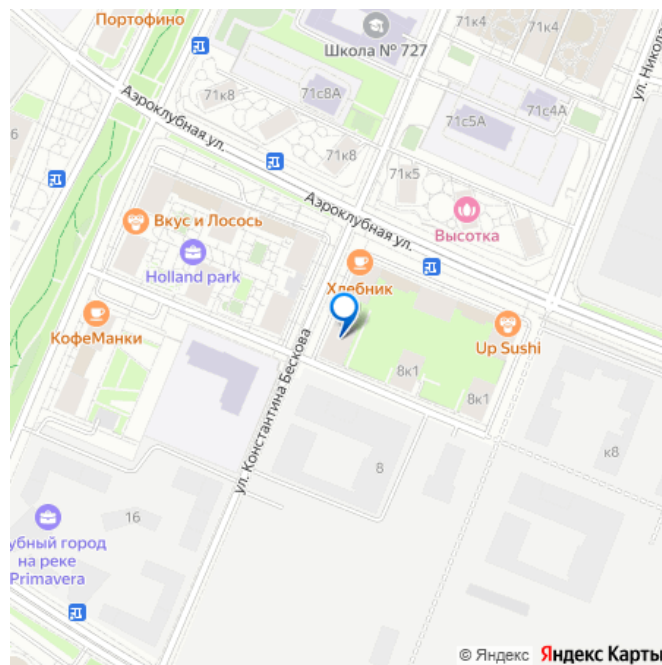 Портофино
Школа № 727
71к4
71к4
ул. Никола
71к8
71с8А
Аэроклубная ул.
71с5А
71с4А
6
71к8
71к5
Аэроклубная ул.
Вкус и Лосось
Высотка
Holland park
Хлебник
КофеМанки
Up Sushi
ул. Константина Бескова
8к1
8к1
8
к8
16
убный город
на реке
Primavera
© Яндекс Яндекс Карты